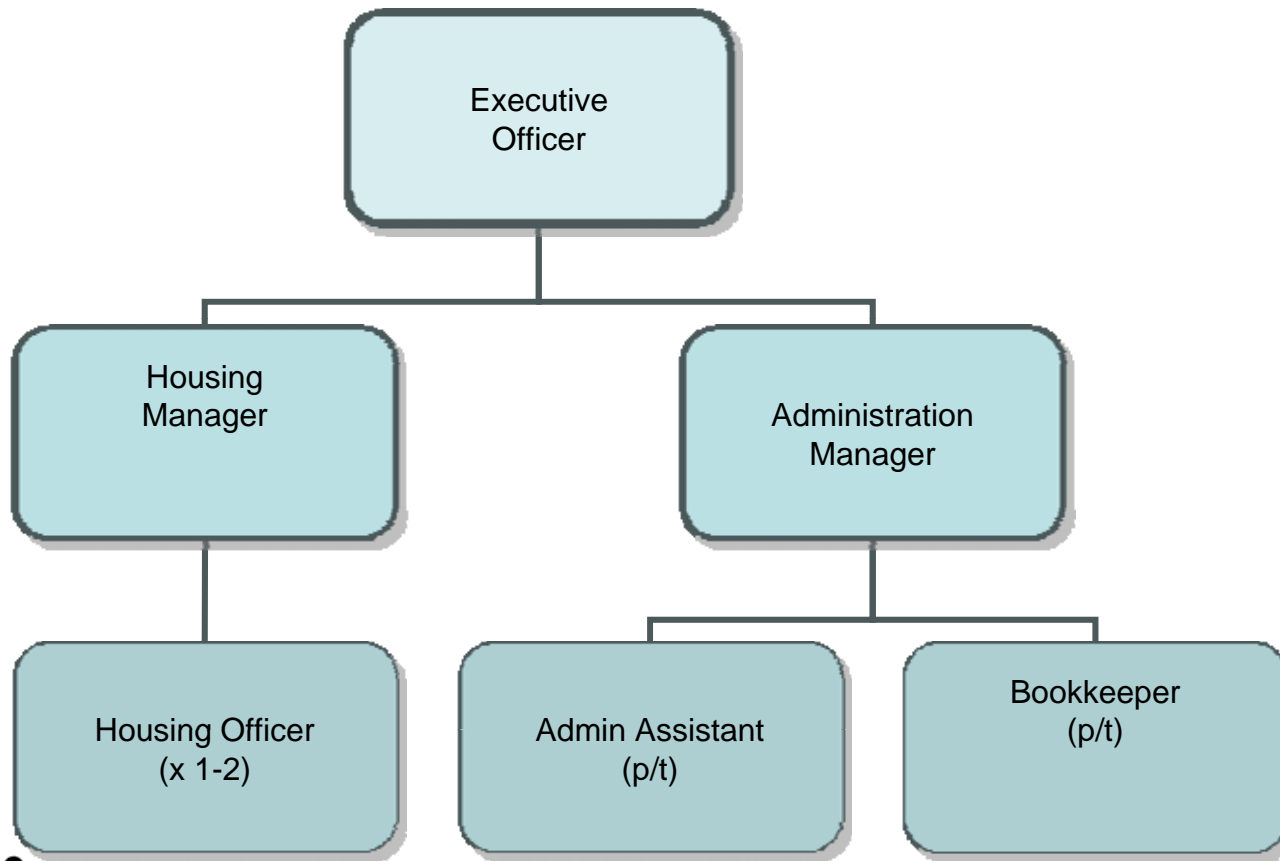 Executive
Officer
Housing
Manager
Administration
Manager
Housing Officer
(x 1-2)
Admin Assistant
(p/t)
Bookkeeper
(p/t)